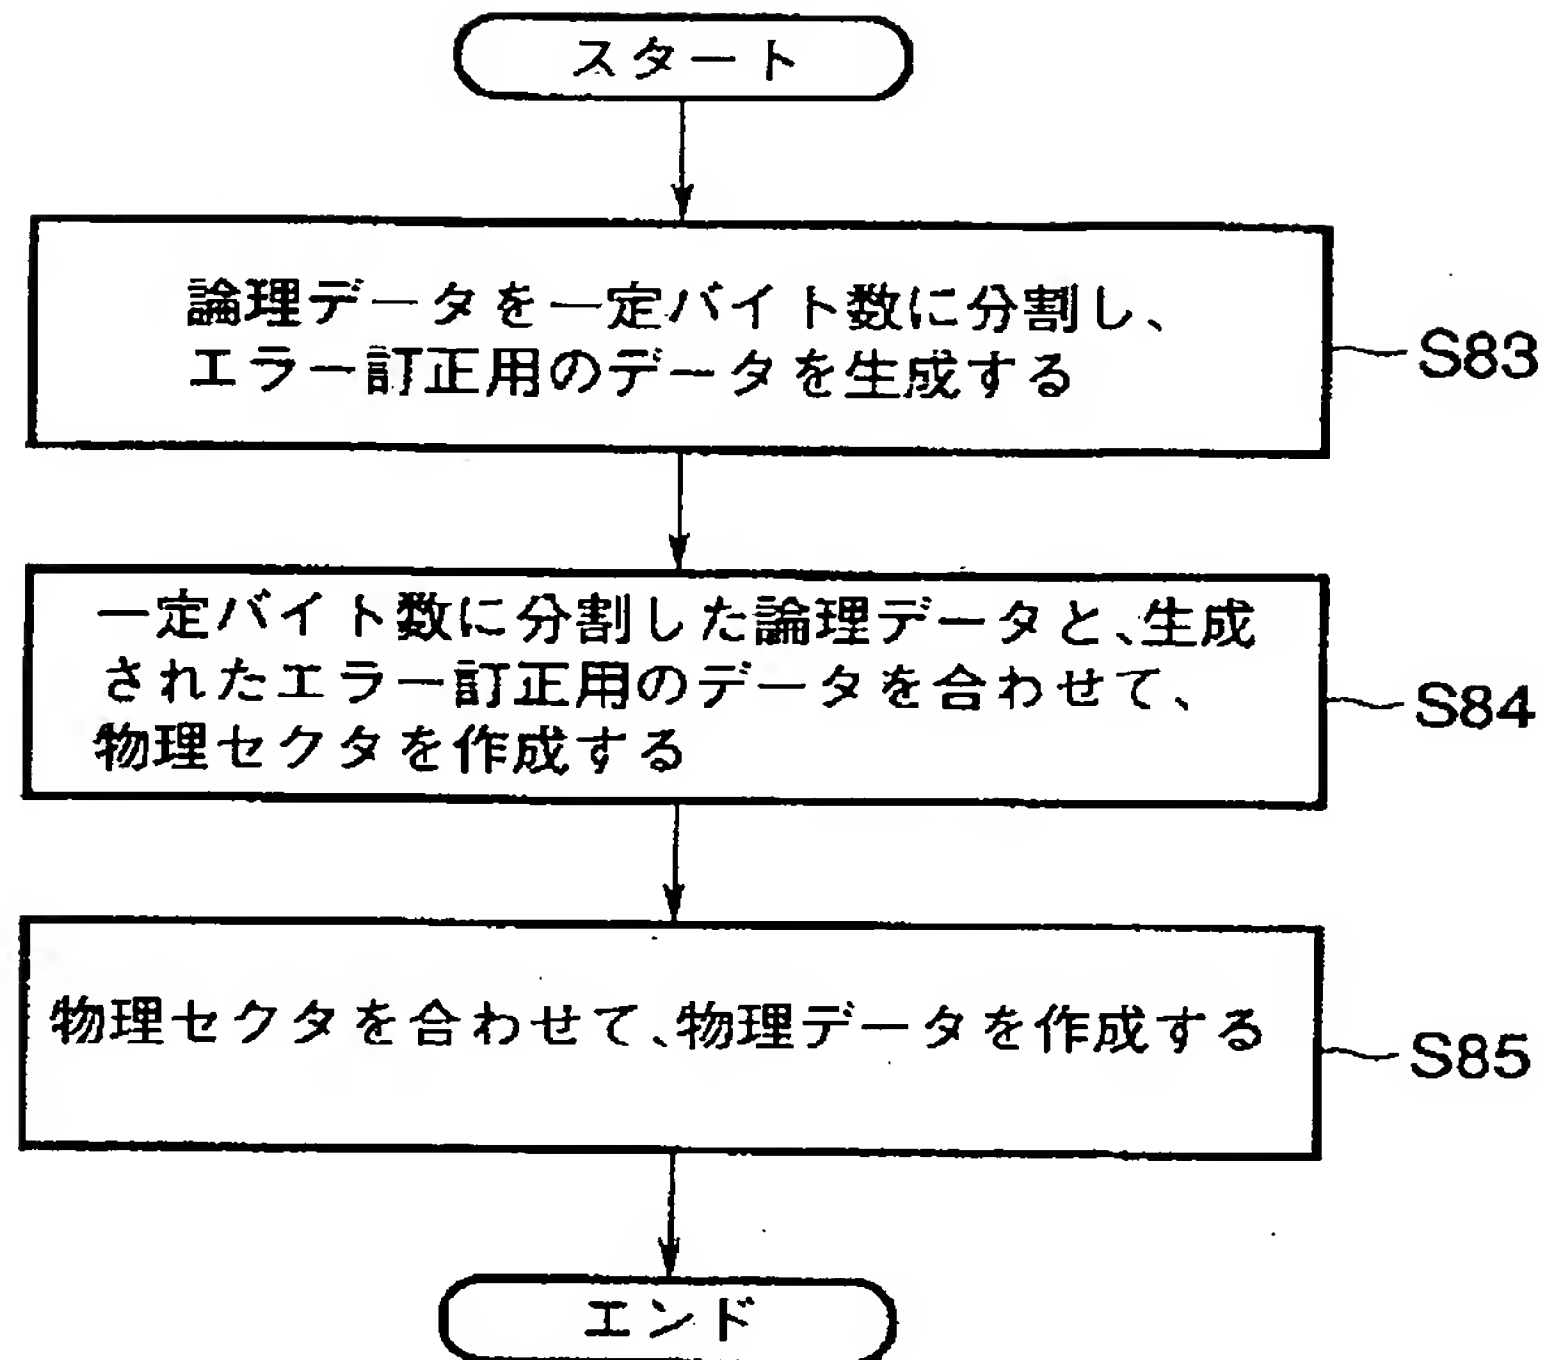 スタート
論理データを一定バイト数に分割し、
エラー訂正用のデータを生成する
S83
一定バイト数に分割した論理データと、生成
されたエラー訂正用のデータを合わせて、
物理セクタを作成する
S84
物理セクタを合わせて、物理データを作成する
S85
エンド